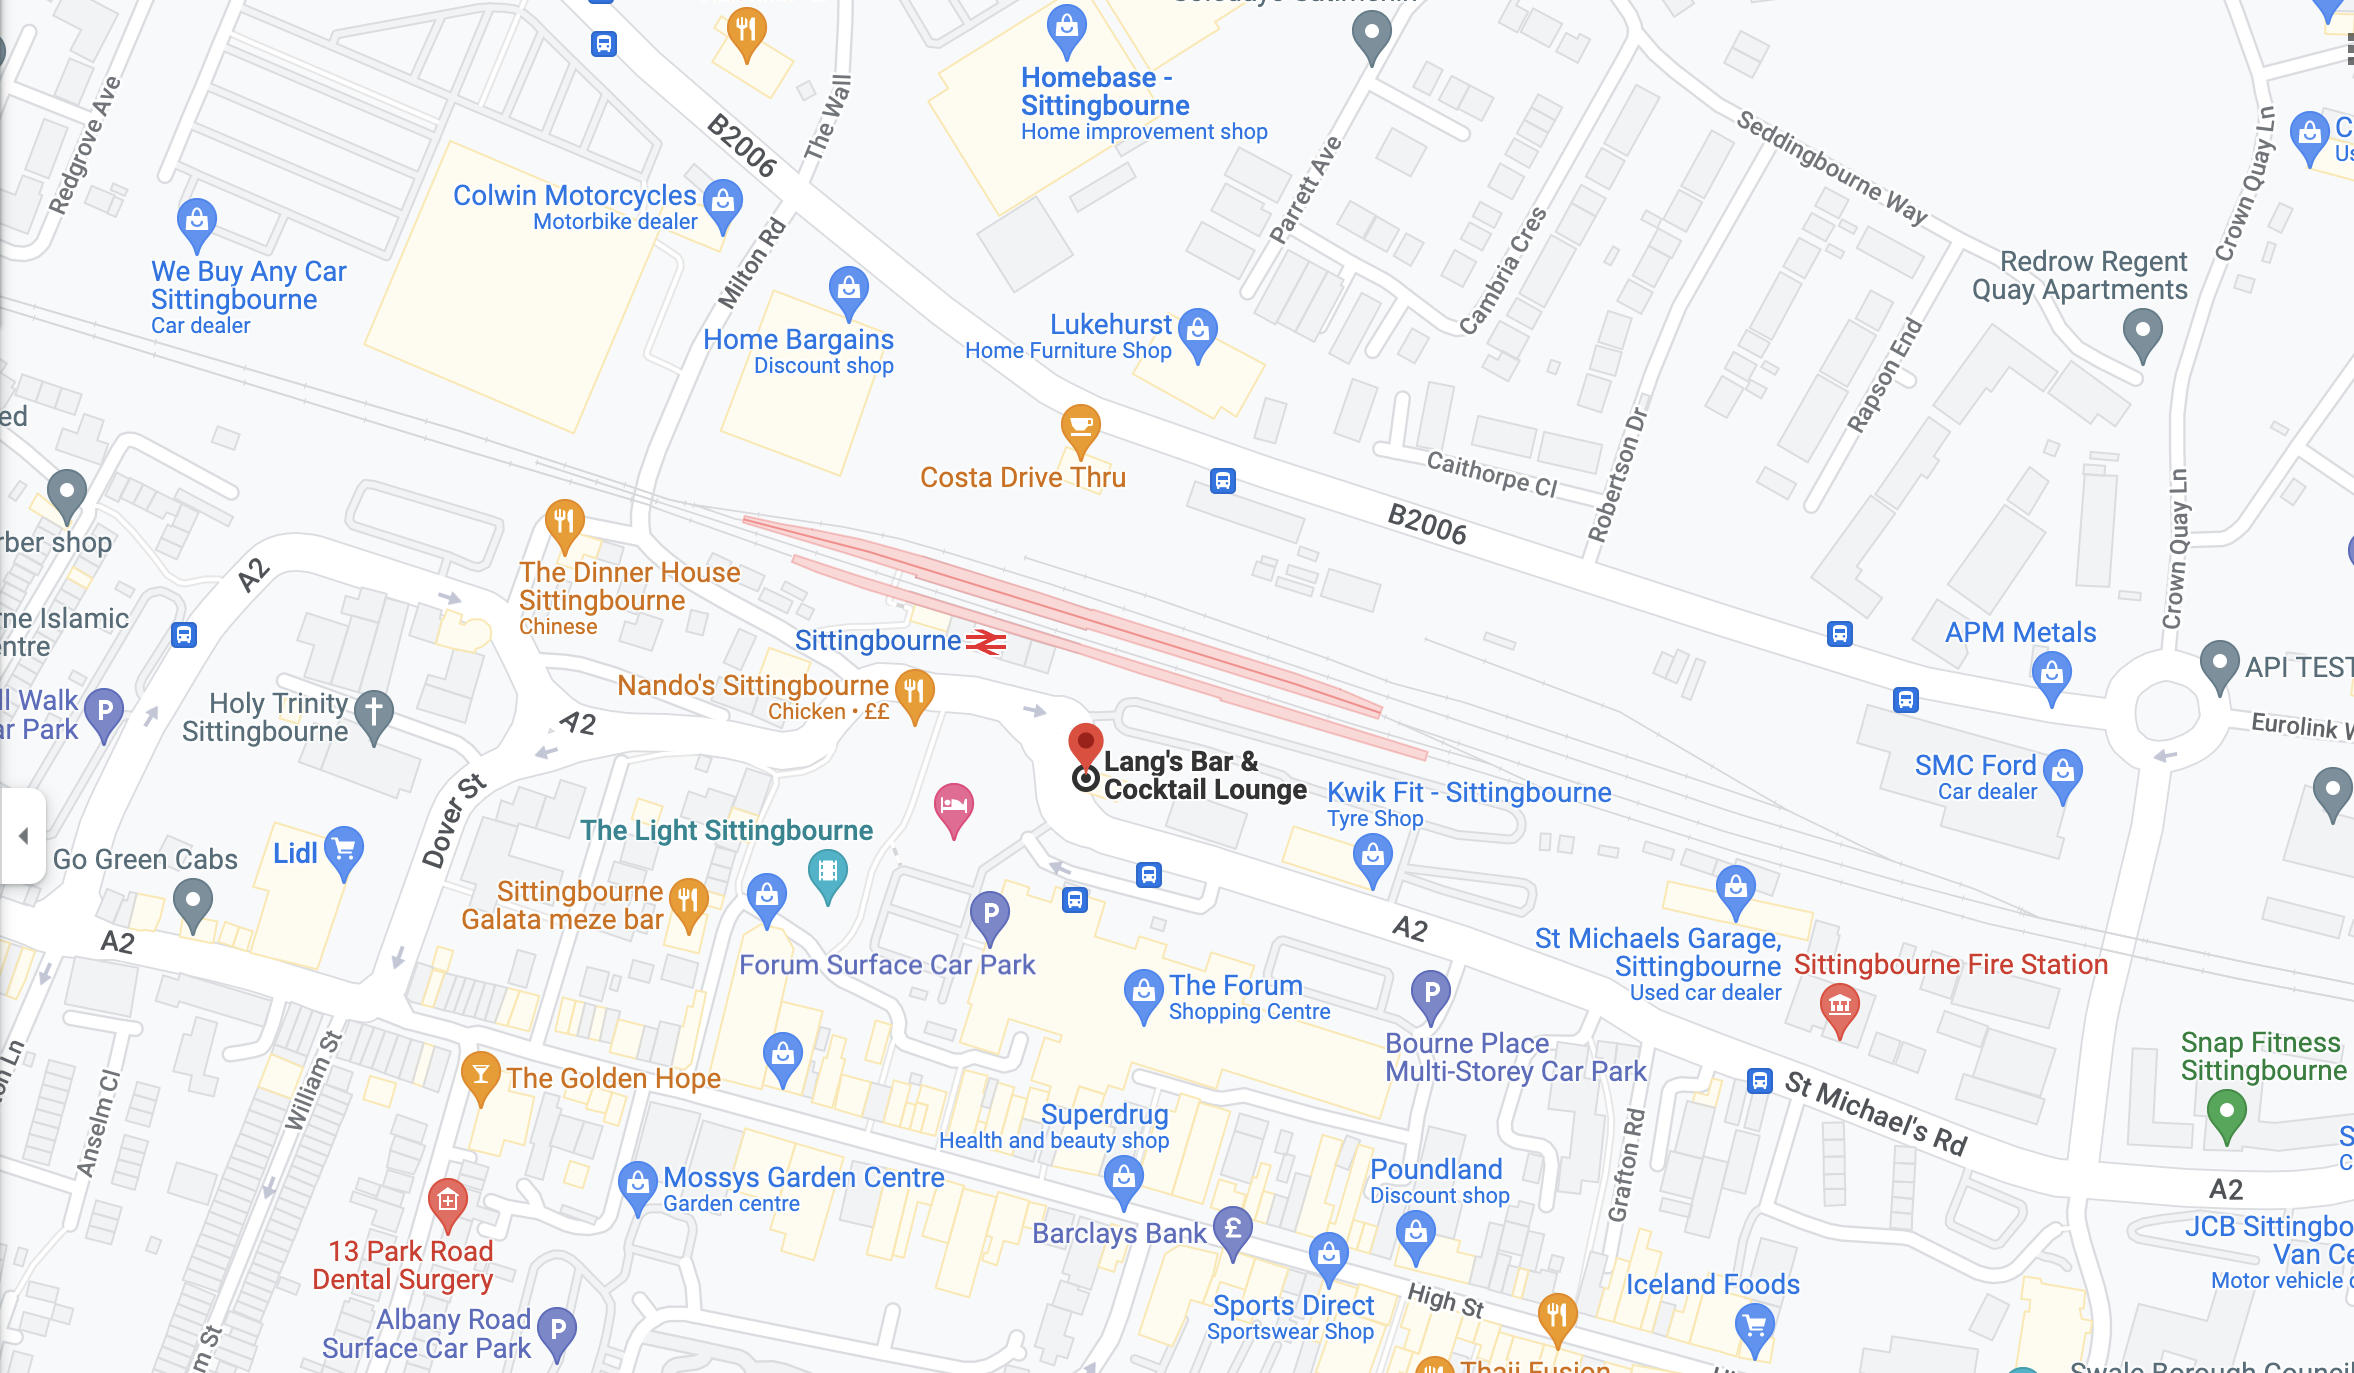 Redgrove Ave
B2006
The Wall
Homebase -
Sittingbourne
Home improvement shop
Parrett Ave
Cambria Cres
Seddingbourne Way
Crown Quay Ln
Colwin Motorcycles
Motorbike dealer
Milton Rd
We Buy Any Car
Sittingbourne
Car dealer
Home Bargains
Discount shop
Lukehurst
Home Furniture Shop
Redrow Regent
Quay Apartments
Rapson End
Robertson Dr
Costa Drive Thru
Caithorpe Cl
B2006
Crown Quay Ln
ed
rber shop
A2
The Dinner House
Sittingbourne
Chinese
rne Islamic
entre
Sittingbourne
APM Metals
API TEST
ll Walk
ar Park
P
Holy Trinity
Sittingbourne
A2
Nando's Sittingbourne
Chicken • ££
Eurolink W
Lang's Bar &
Cocktail Lounge
Kwik Fit - Sittingbourne
Tyre Shop
SMC Ford
Car dealer
Dover St
The Light Sittingbourne
Lidl
Go Green Cabs
Sittingbourne
Galata meze bar
P
Forum Surface Car Park
A2
A2
St Michaels Garage,
Sittingbourne
Used car dealer
Sittingbourne Fire Station
The Forum
Shopping Centre
P
Bourne Place
Multi-Storey Car Park
Snap Fitness
Sittingbourne
William St
Anselm Cl
on Ln
The Golden Hope
St Michael's Rd
Superdrug
Health and beauty shop
Grafton Rd
Mossys Garden Centre
Garden centre
Poundland
Discount shop
A2
Barclays Bank
£
13 Park Road
Dental Surgery
JCB Sittingbo
Van Ce
Motor vehicle
Iceland Foods
High St
Sports Direct
Sportswear Shop
Albany Road
Surface Car Park
P
m St
Thaii Fusion
Swale Borough Council